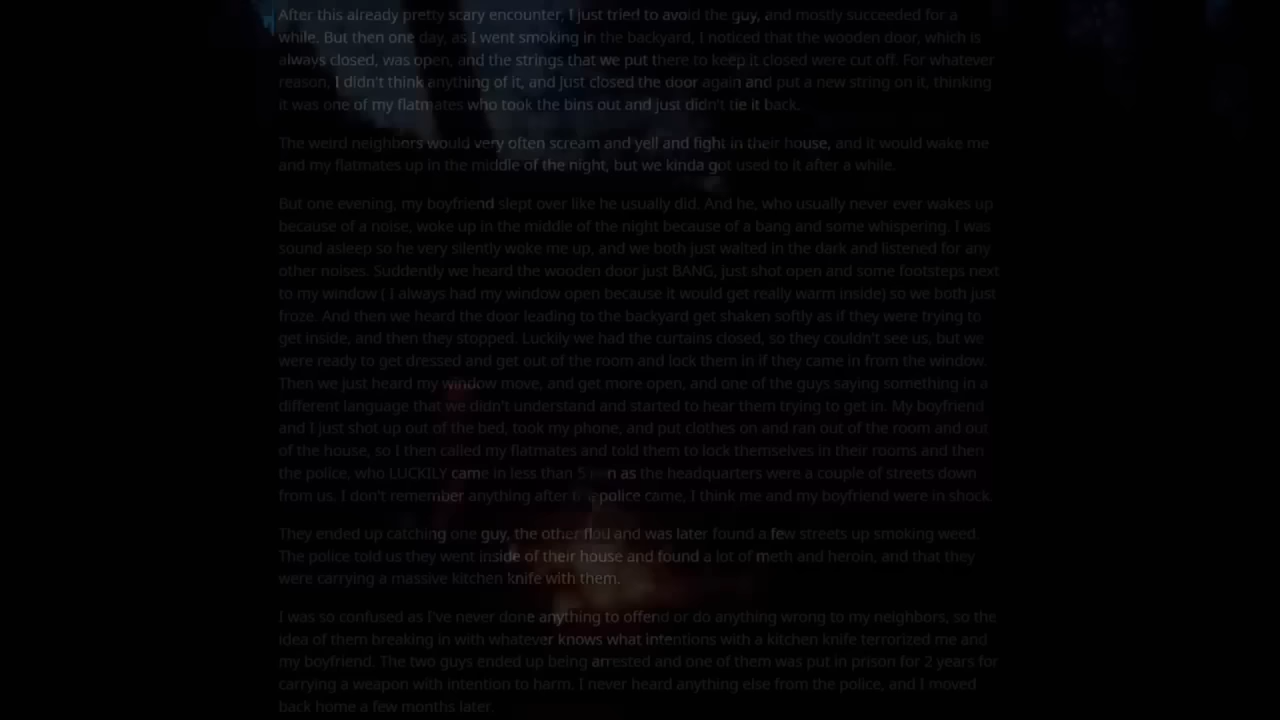 After this already pretty scary encounter, I just tried to avoid the guy, and mostly succeeded for a
while. But then one day, as I went smoking in the backyard, I noticed that the wooden door, which is
always closed, was open, and the strings that we put there to keep it closed were cut off. For whatever
reason, I didn't think anything of it, and just closed the door again and put a new string on it, thinking
it was one of my flatmates who took the bins out and just didn't tie it back.
The weird neighbors would very often scream and yell and fight in their house, and it would wake me
and my flatmates up in the middle of the night, but we kinda got used to it after a while.
But one evening, my boyfriend slept over like he usually did. And he, who usually never ever wakes up
because of a noise, woke up in the middle of the night because of a bang and some whispering. I was
sound asleep so he very silently woke me up, and we both just waited in the dark and listened for any
other noises. Suddenly we heard the wooden door just BANG, just shot open and some footsteps next
to my window ( I always had my window open because it would get really warm inside) so we both just
froze. And then we heard the door leading to the backyard get shaken softly as if they were trying to
get inside, and then they stopped. Luckily we had the curtains closed, so they couldn't see us, but we
were ready to get dressed and get out of the room and lock them in if they came in from the window.
Then we just heard my window move, and get more open, and one of the guys saying something in a
different language that we didn't understand and started to hear them trying to get in. My boyfriend
and I just shot up out of the bed, took my phone, and put clothes on and ran out of the room and out
of the house, so I then called my flatmates and told them to lock themselves in their rooms and then
the police, who LUCKILY came in less than 5 as the headquarters were a couple of streets down
from us. I don't remember anything after police came, I think me and my boyfriend were in shock.
They ended up catching one guy, the other and was later found a few streets up smoking weed.
The police told us they went inside of their house and found a lot of meth and heroin, and that they
were carrying a massive kitchen knife with them.
I was so confused as I've never done anything to offend or do anything wrong to my neighbors, so the
idea of them breaking in with whatever knows what intentions with a kitchen knife terrorized me and
my boyfriend. The two guys ended up being arrested and one of them was put in prison for 2 years for
carrying a weapon with intention to harm. I never heard anything else from the police, and I moved
back home a few months later.